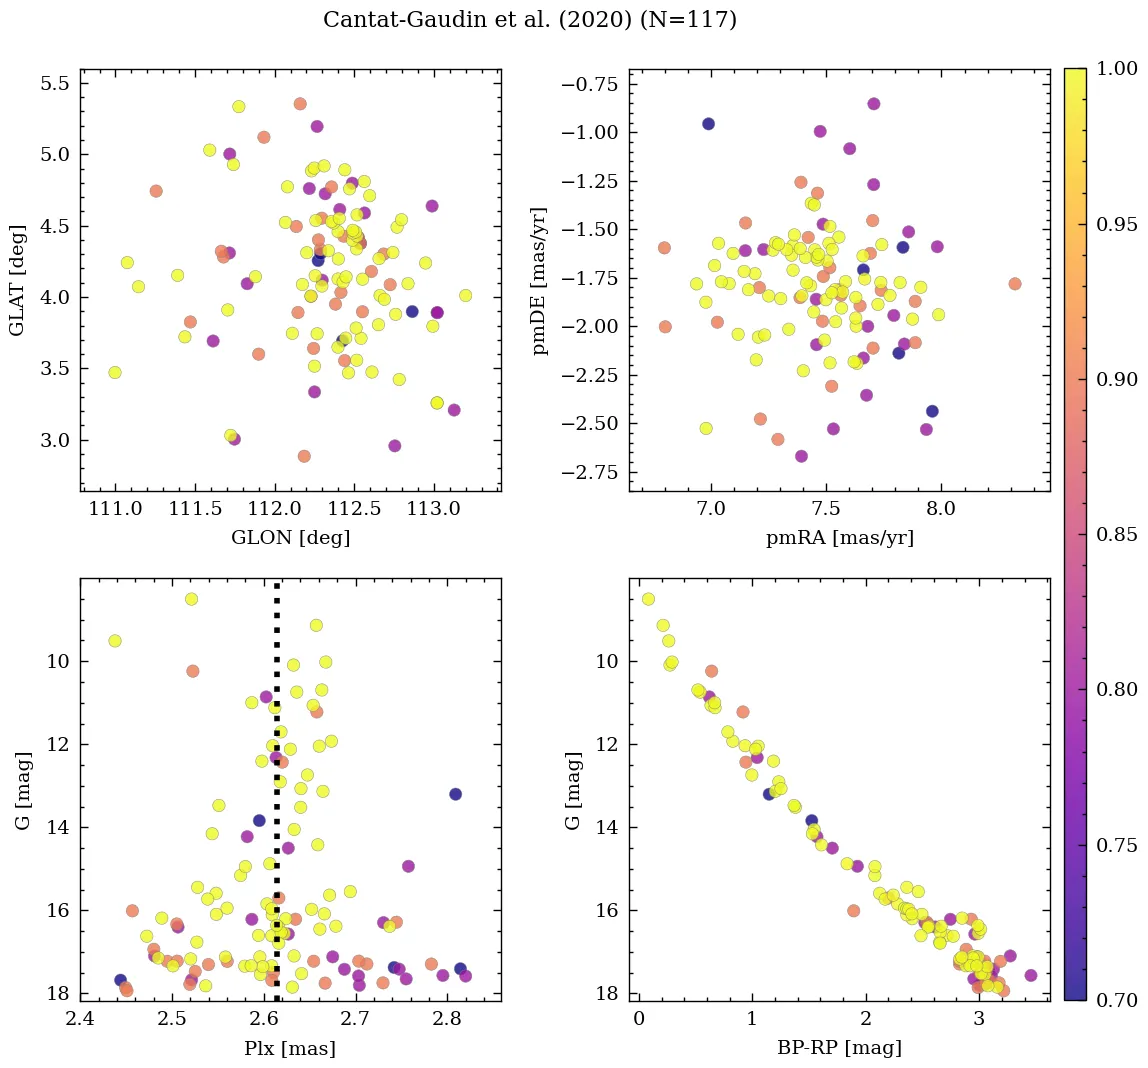 Cantat-Gaudin et al. (2020) (N=117)
5.5
5.0
4.5
4.0
3.5
3.0
GLAT [deg]
111.0 111.5 112.0 112.5 113.0
GLON [deg]
−0.75
−1.00
−1.25
−1.50
−1.75
−2.00
−2.25
−2.50
−2.75
pmDE [mas/yr]
7.0 7.5 8.0
pmRA [mas/yr]
10
12
14
16
18
G [mag]
2.4 2.5 2.6 2.7 2.8
Plx [mas]
10
12
14
16
18
G [mag]
0 1 2 3
BP-RP [mag]
1.00
0.95
0.90
0.85
0.80
0.75
0.70